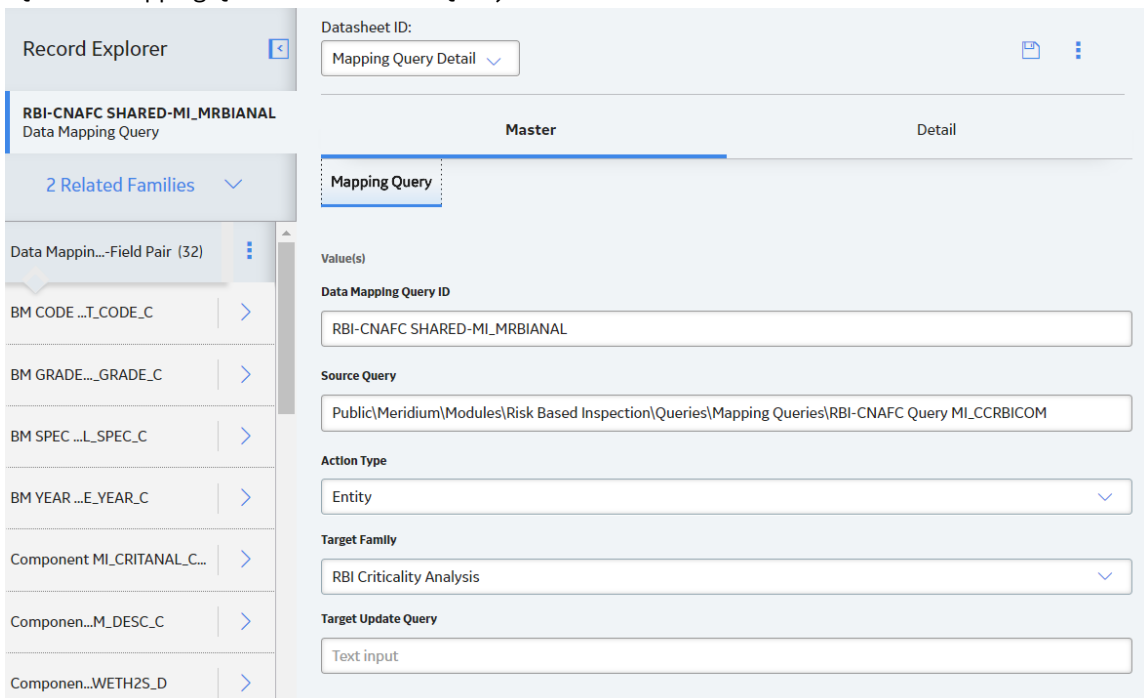 Record Explorer
RBI-CNAFC SHARED-MI_MRBIANAL
Data Mapping Query
2 Related Families
Data Mappin...-Field Pair (32)
BM CODE ...T_CODE_C
BM GRADE..._GRADE_C
BM SPEC ...L_SPEC_C
BM YEAR ...E_YEAR_C
Component MI_CRITANAL_C...
Componen...M_DESC_C
Componen...WETH2S_D
Datasheet ID:
Mapping Query Detail
Master
Detail
Mapping Query
Value(s)
Data Mapping Query ID
RBI-CNAFC SHARED-MI_MRBIANAL
Source Query
Public\Meridium\Modules\Risk Based Inspection\Queries\Mapping Queries\RBI-CNAFC Query MI_CCRBICOM
Action Type
Entity
Target Family
RBI Criticality Analysis
Target Update Query
Text input